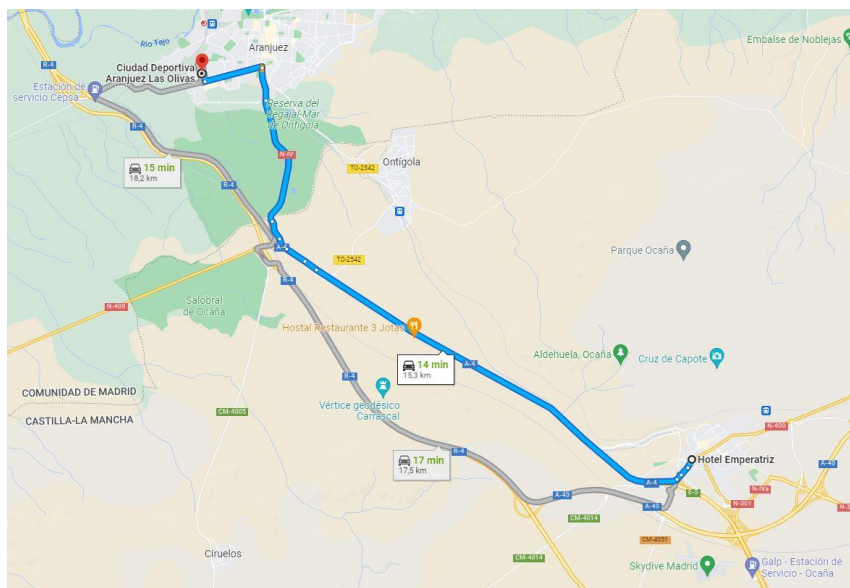 Río Tajo
Aranjuez
Ciudad Deportiva
Aranjuez Las Olivas
Embalse de Noblejas
Estación de
servicio Cepsa...
R-4
Reserva del
Regajal-Mar
de Ontígola
R-4
N-IV
15 min
18,2 km
TO-2542
Ontígola
R-4
A-4
Parque Ocaña
TO-2542
R-4
N-400
Salobral
de Ocaña
Hostal Restaurante 3 Jotas
Aldehuela, Ocaña
Cruz de Capote
14 min
15,3 km
A-4
R-4
COMUNIDAD DE MADRID
CASTILLA-LA MANCHA
Vértice geodésico
Carrascal
CM-4005
N-400
R-4
17 min
17,5 km
Hotel Emperatriz
A-40
A-4
E-5
N-IVa
A-40
N-301
A-40
CM-4014
CM-4014
CM-4051
A-40
Ciruelos
Skydive Madrid
Galp - Estación de
Servicio - Ocaña